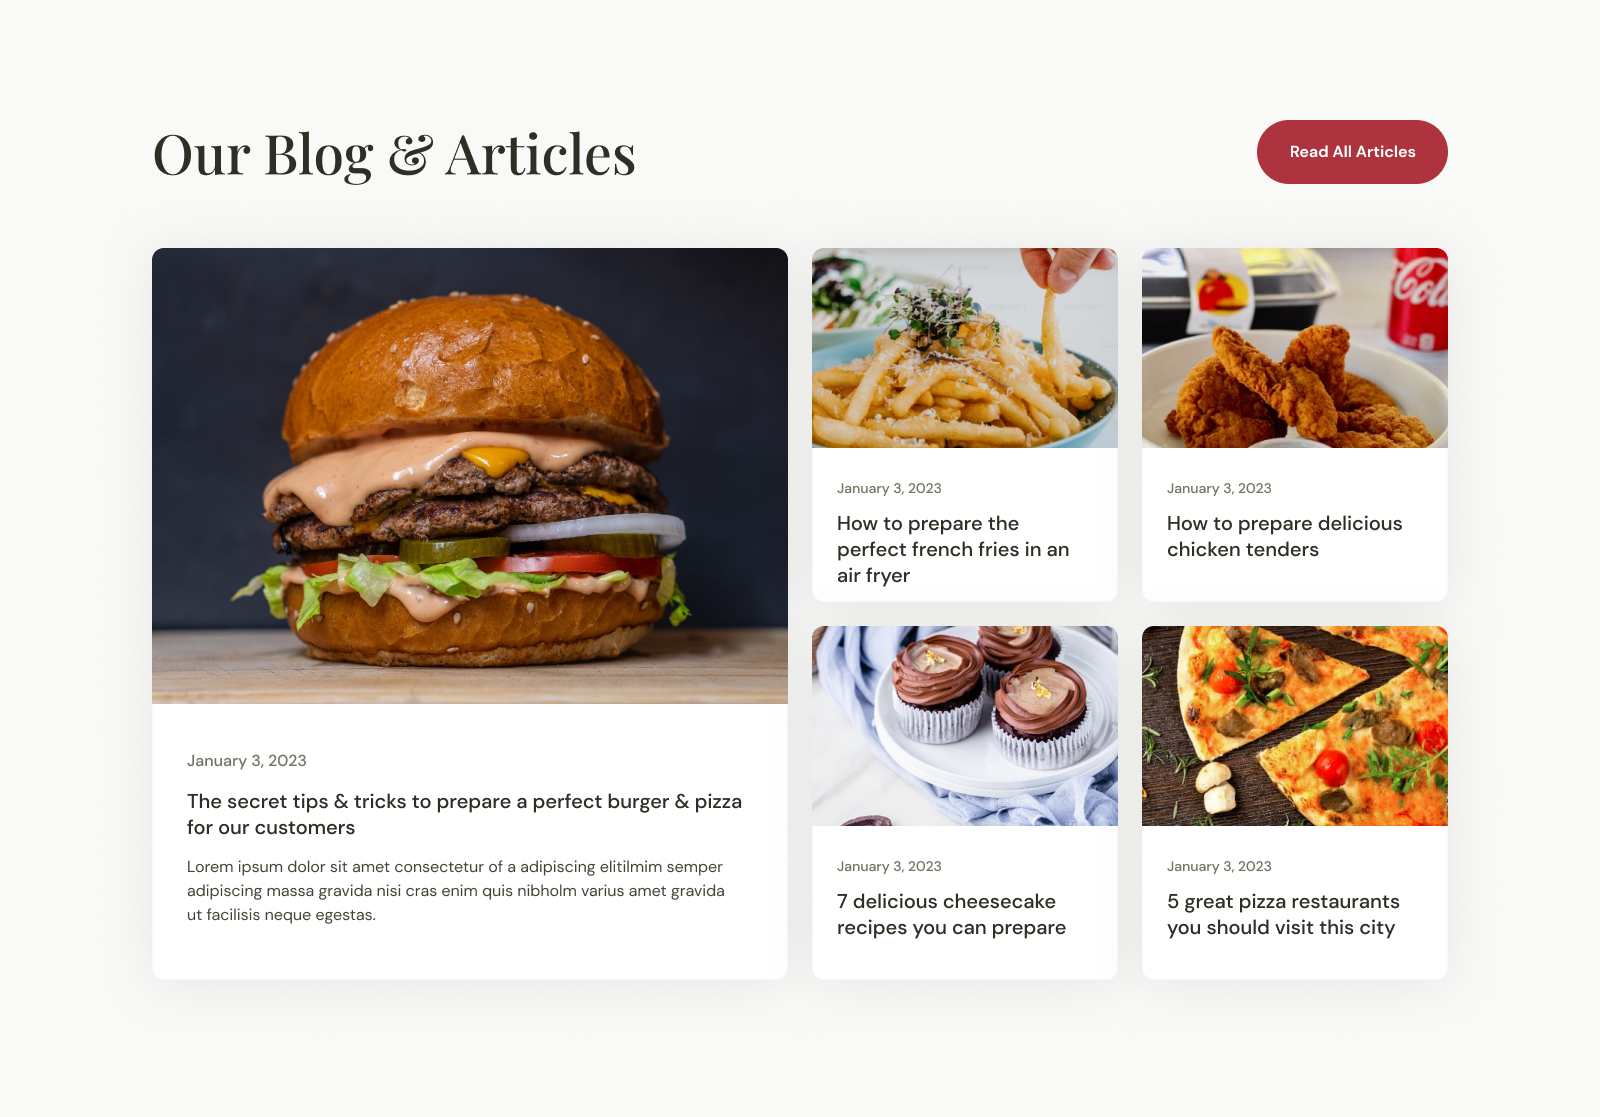 Our Blog & Articles
Read All Articles
January 3, 2023
The secret tips & tricks to prepare a perfect burger & pizza
for our customers
Lorem ipsum dolor sit amet consectetur of a adipiscing elitilmim semper
adipiscing massa gravida nisi cras enim quis nibholm varius amet gravida
ut facilisis neque egestas.
January 3, 2023
How to prepare the
perfect french fries in an
air fryer
Col
January 3, 2023
How to prepare delicious
chicken tenders
January 3, 2023
7 delicious cheesecake
recipes you can prepare
January 3, 2023
5 great pizza restaurants
you should visit this city